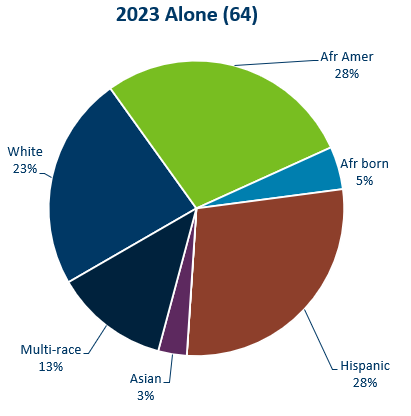 2023 Alone (64)
Afr Amer
28%
Afr born
5%
Hispanic
28%
Asian
3%
Multi-race
13%
White
23%